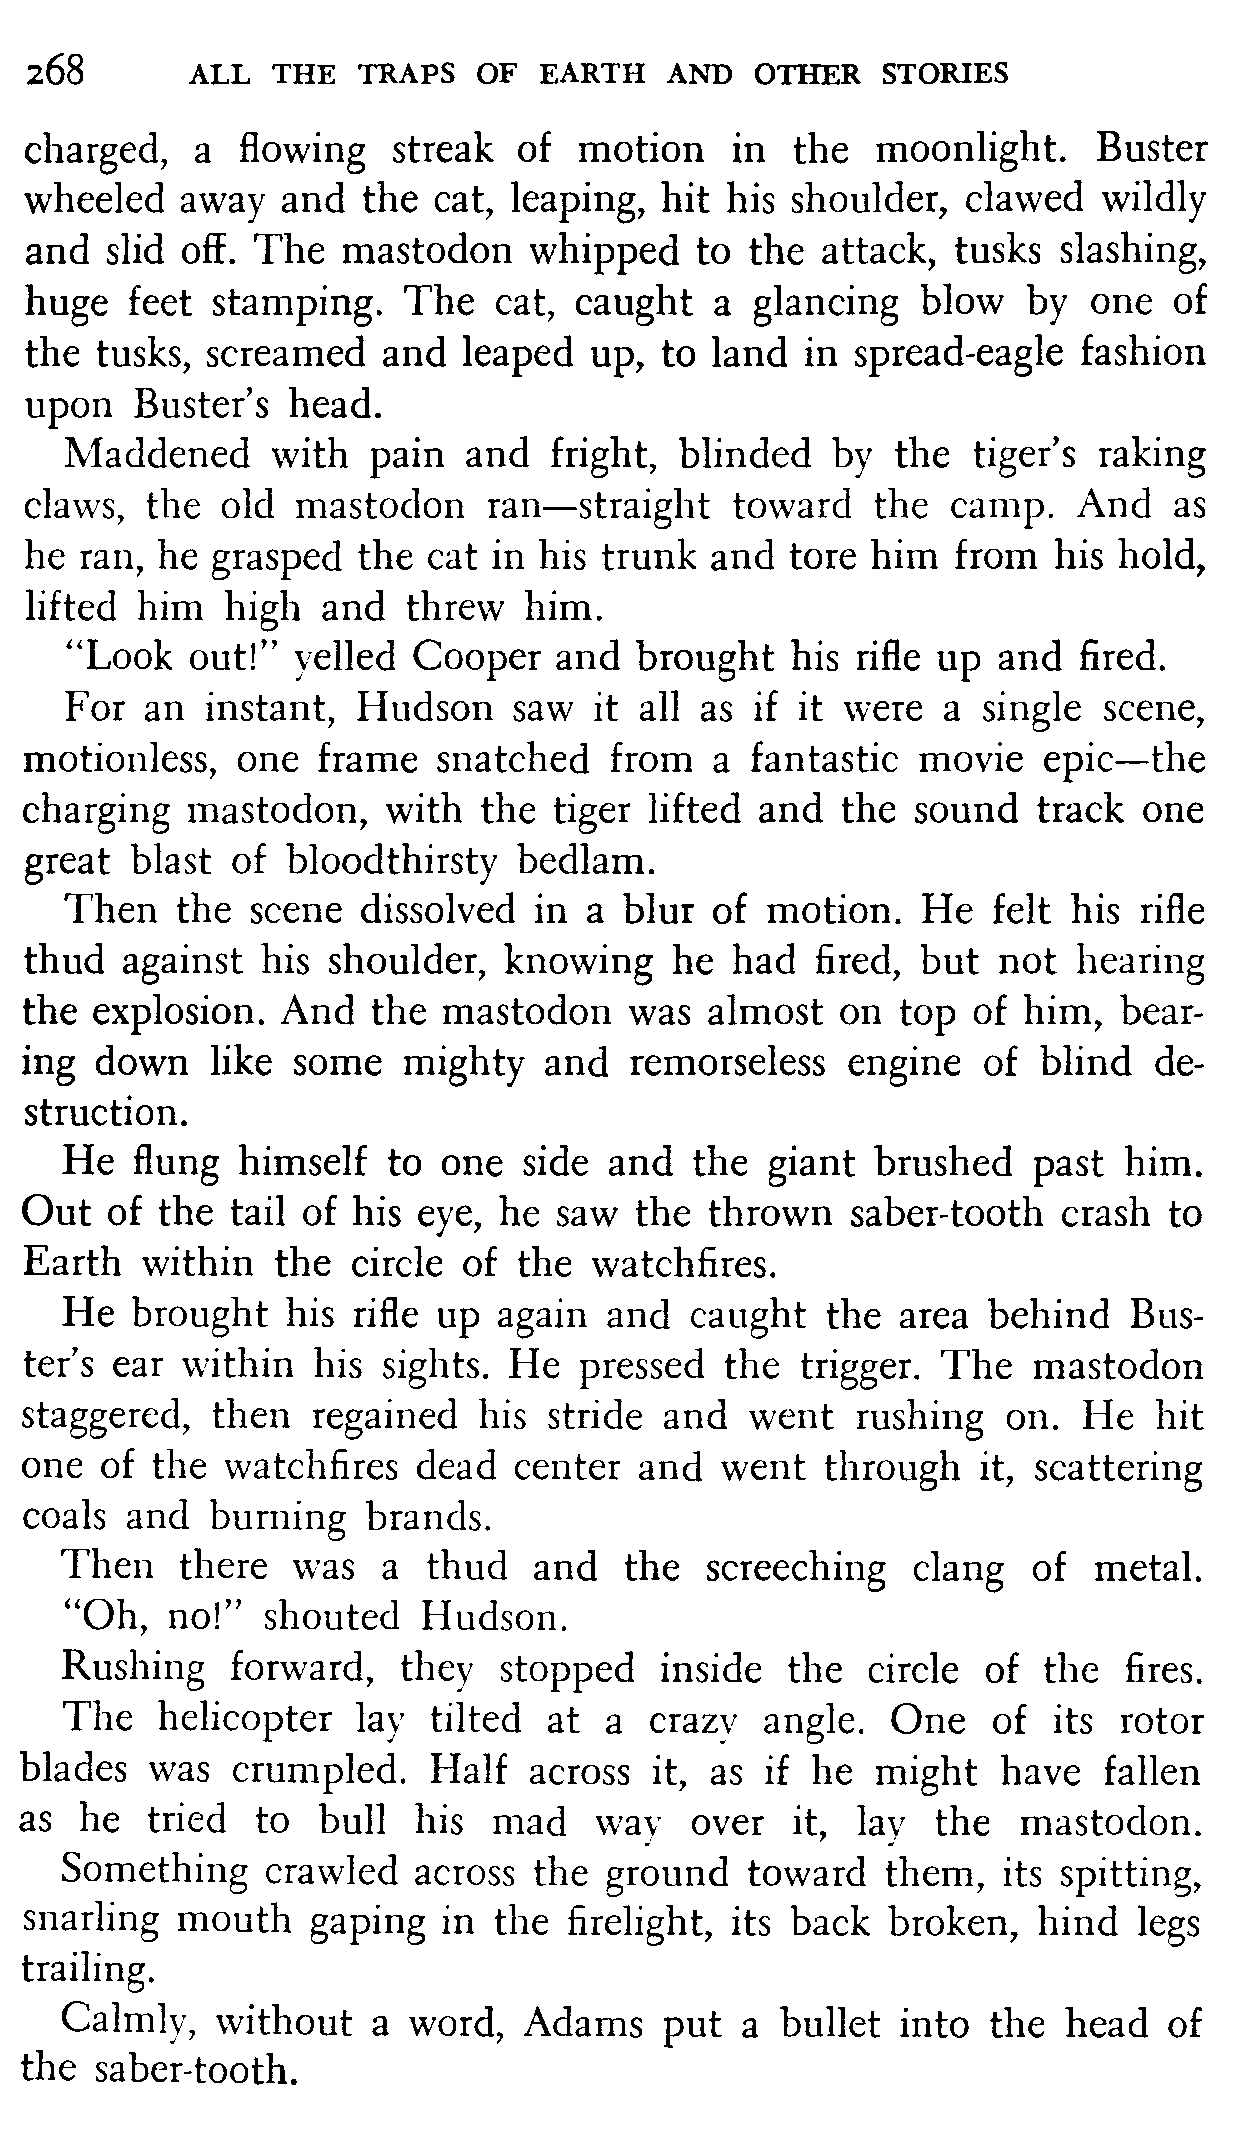 268 ALL THE TRAPS OF EARTH AND OTHER STORIES
charged, a flowing streak of motion in the moonlight. Buster
wheeled away and the cat, leaping, hit his shoulder, clawed wildly
and slid off. The mastodon whipped to the attack, tusks slashing,
huge feet stamping. The cat, caught a glancing blow by one of
the tusks, screamed and leaped up, to land in spread-eagle fashion
upon Buster's head.
Maddened with pain and fright, blinded by the tiger's raking
claws, the old mastodon ran—straight toward the camp. And as
he ran, he grasped the cat in his trunk and tore him from his hold,
lifted him high and threw him.
"Look out!" yelled Cooper and brought his rifle up and fired.
For an instant, Hudson saw it all as if it were a single scene,
motionless, one frame snatched from a fantastic movie epic—the
charging mastodon, with the tiger lifted and the sound track one
great blast of bloodthirsty bedlam.
Then the scene dissolved in a blur of motion. He felt his rifle
thud against his shoulder, knowing he had fired, but not hearing
the explosion. And the mastodon was almost on top of him, bear-
ing down like some mighty and remorseless engine of blind de-
struction.
He flung himself to one side and the giant brushed past him.
Out of the tail of his eye, he saw the thrown saber-tooth crash to
Earth within the circle of the watchfires.
He brought his rifle up again and caught the area behind Bus-
ter's ear within his sights. He pressed the trigger. The mastodon
staggered, then regained his stride and went rushing on. He hit
one of the watchfires dead center and went through it, scattering
coals and burning brands.
Then there was a thud and the screeching clang of metal.
"Oh, no!" shouted Hudson.
Rushing forward, they stopped inside the circle of the fires.
The helicopter lay tilted at a crazy angle. One of its rotor
blades was crumpled. Half across it, as if he might have fallen
as he tried to bull his mad way over it, lay the mastodon.
Something crawled across the ground toward them, its spitting,
snarling mouth gaping in the firelight, its back broken, hind legs
trailing.
Calmly, without a word, Adams put a bullet into the head of
the saber-tooth.